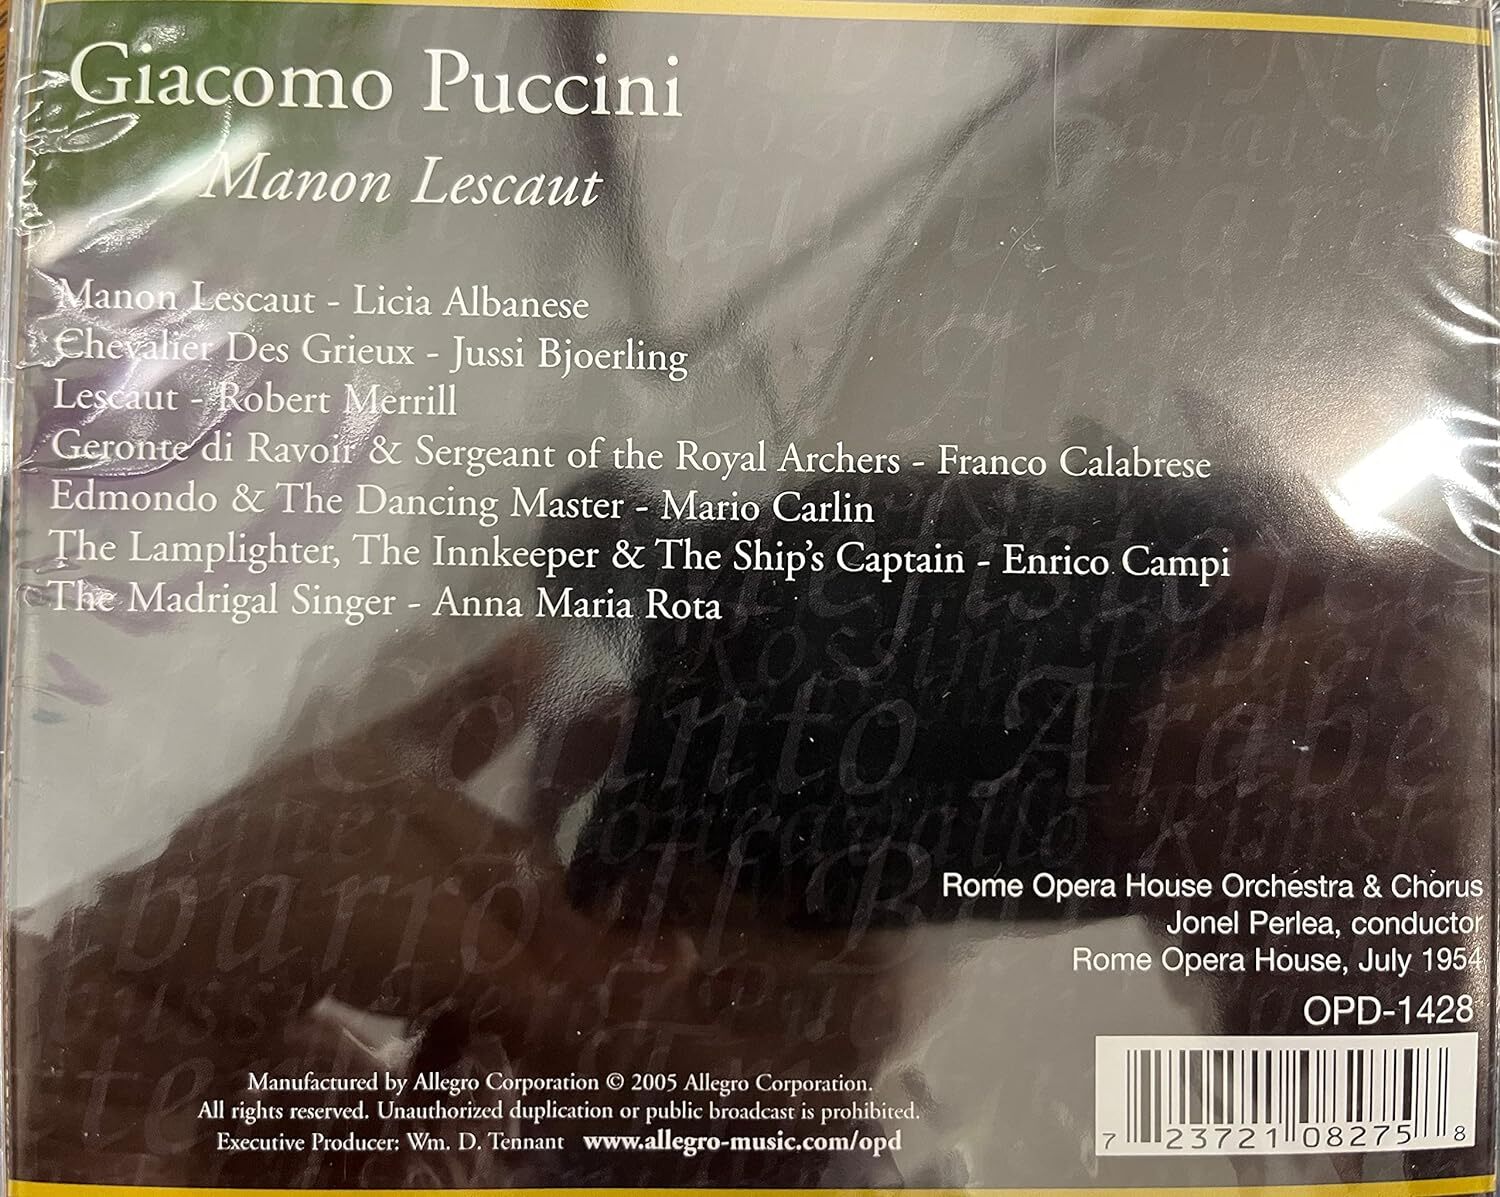 Giacomo Puccini
Manon Lescaut
Manon Lescaut - Licia Albanese
Chevalier Des Grieux - Jussi Bjoerling
Lescaut - Robert Merrill
Geronte di Ravoir & Sergeant of the Royal Archers - Franco Calabrese
Edmondo & The Dancing Master - Mario Carlin
The Lamplighter, The Innkeeper & The Ship's Captain - Enrico Campi
The Madrigal Singer - Anna Maria Rota
Rome Opera House Orchestra & Chorus
Jonel Perlea, conductor
Rome Opera House, July 1954
OPD-1428
Manufactured by Allegro Corporation © 2005 Allegro Corporation.
All rights reserved. Unauthorized duplication or public broadcast is prohibited.
Executive Producer: Wm. D. Tennant www.allegro-music.com/opd
7 23721 08275 8